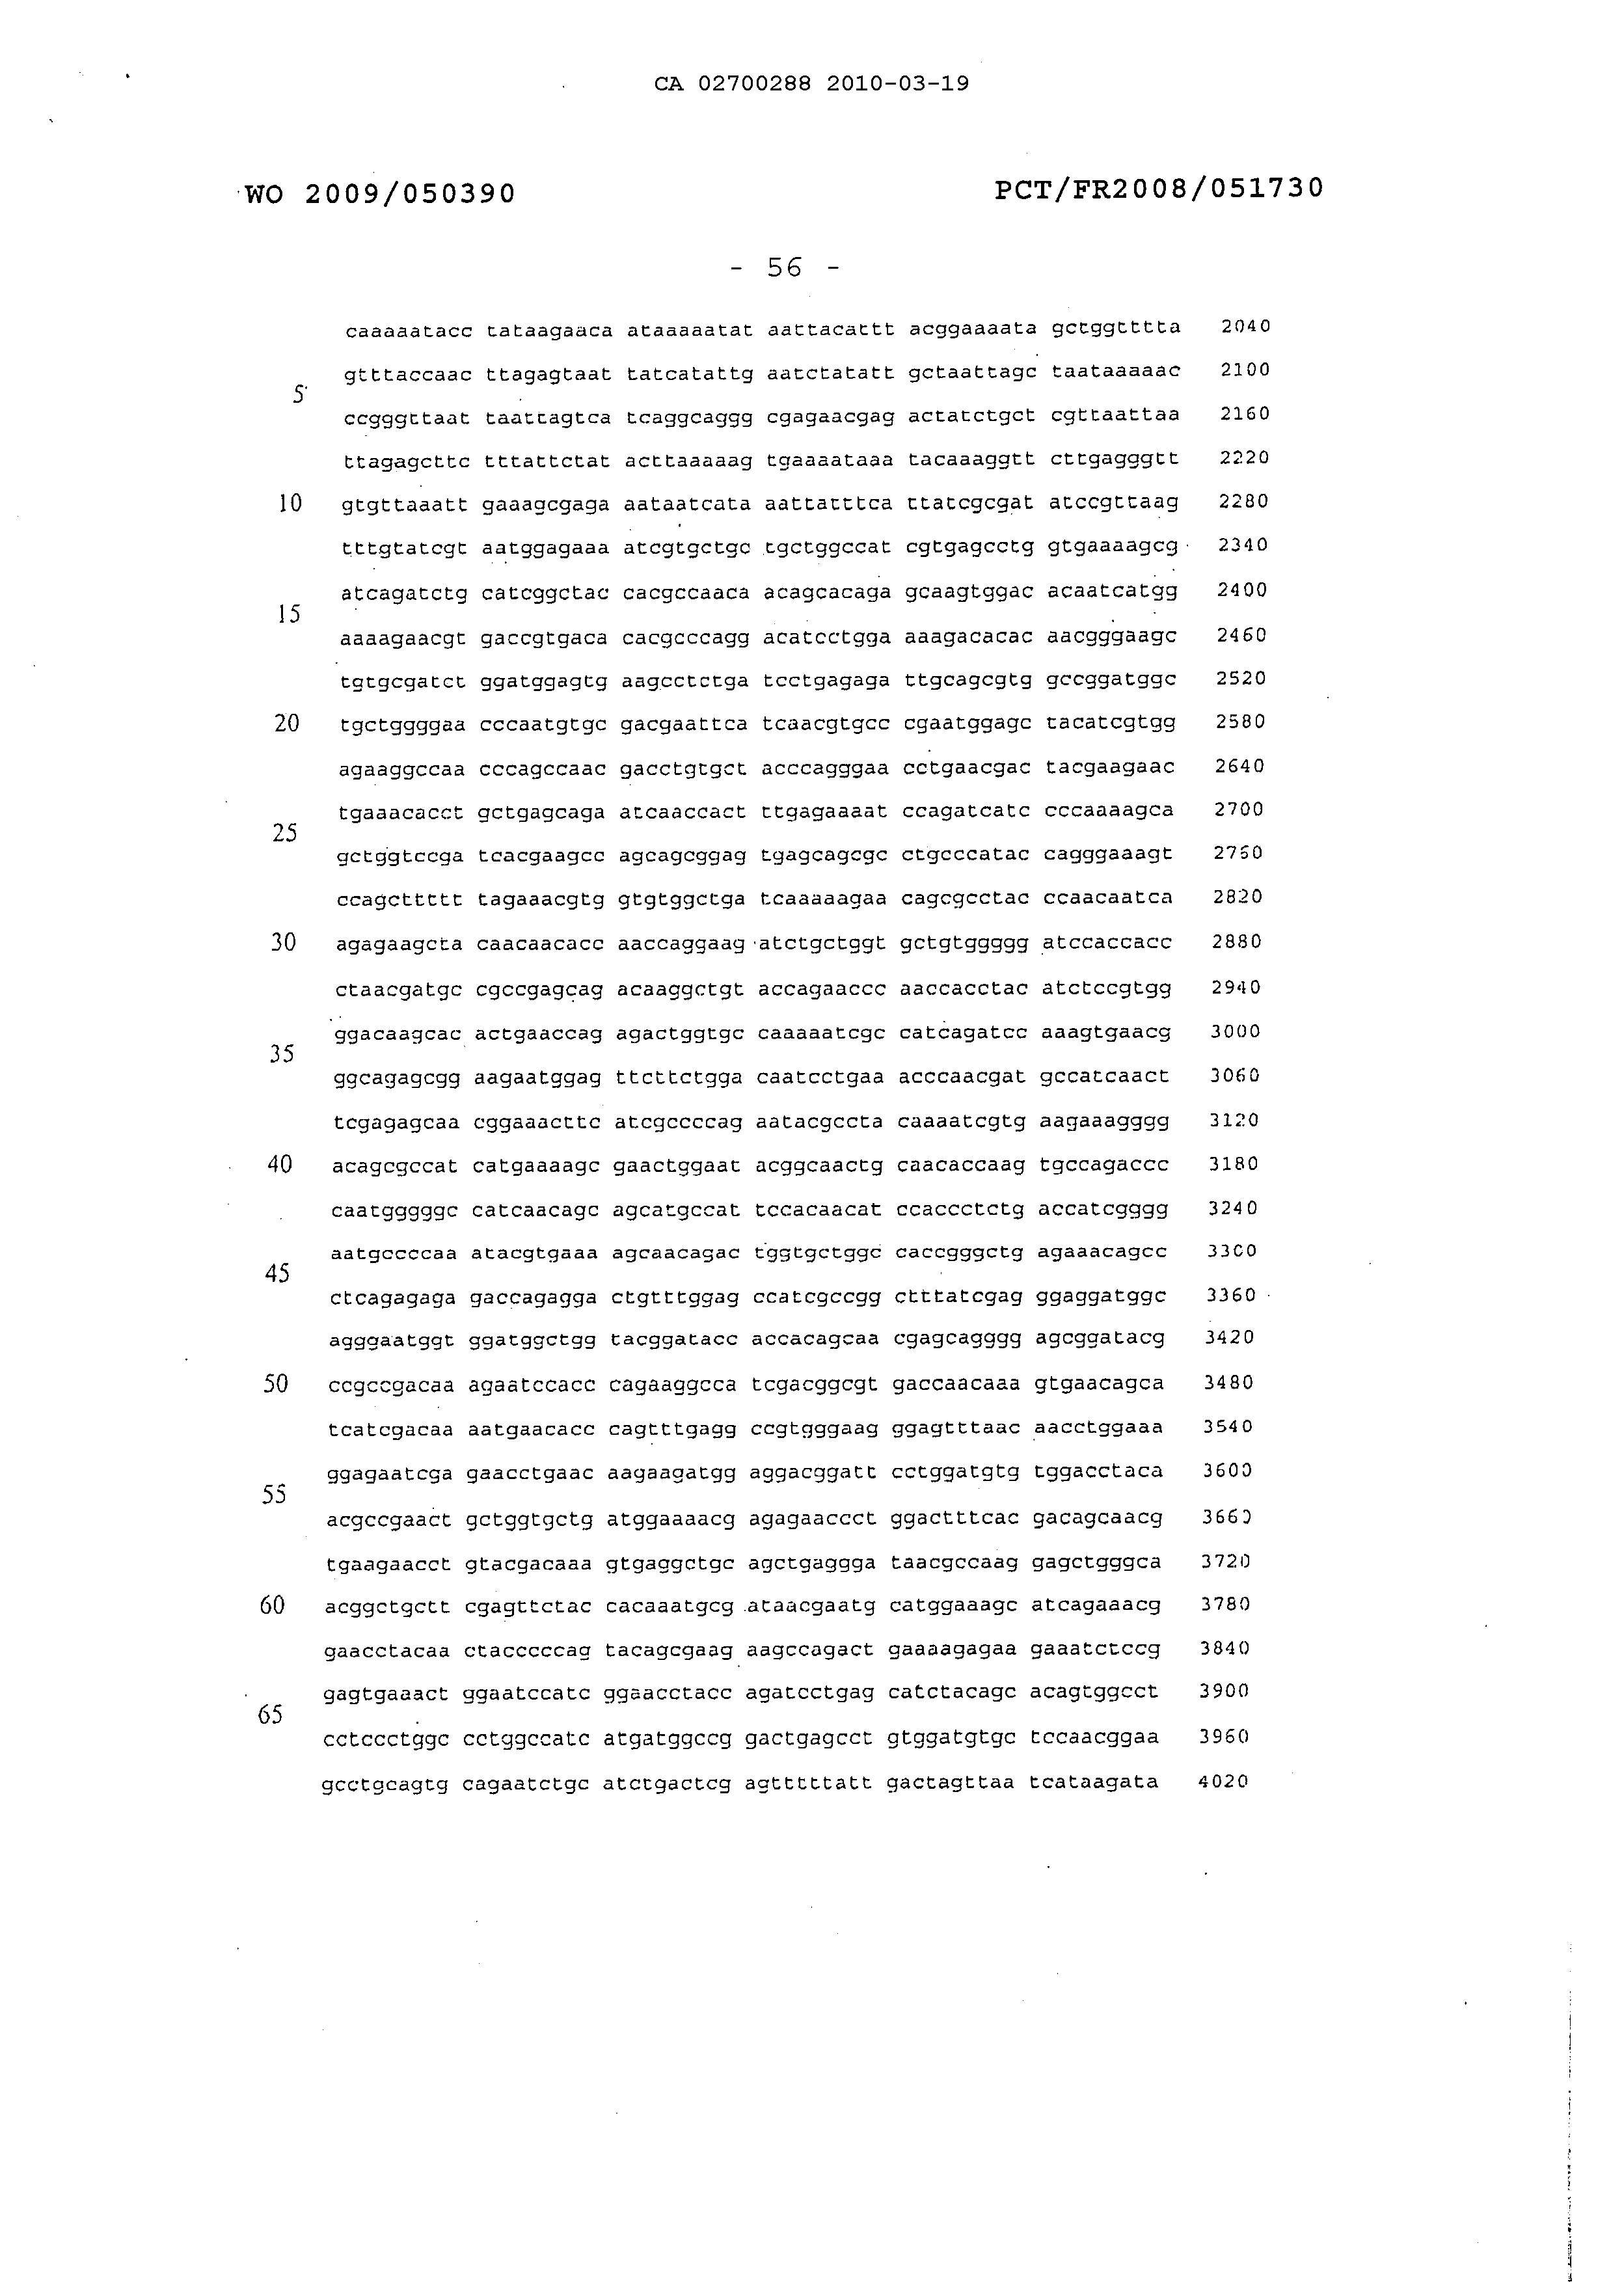 CA 02700288 2010-03-19
WO 2009/050390 PCT/FR2008/051730
- 56 -
caaaaatacc tataagaaca ataaaaatat aattacattt acggaaaata gctggtttta 2040
gtttaccaac ttagagtaat tatcatattg aatctatatt gctaattagc taataaaaac 2100
5
ccgggttaat taattagtca tcaggcaggg cgagaacgag actatctgct cgttaattaa 2160
ttagagcttc tttattctat acttaaaaag tgaaaataaa tacaaaggtt cttgagggtt 2220
10 gtgttaaatt gaaagcgaga aataatcata aattatttca ttatcgcgat atccgttaag 2280
tttgtatcgt aatggagaaa atcgtgctgc tgctggccat cgtgagcctg gtgaaaagcg 2340
atcagatctg catcggctac cacgccaaca acagcacaga gcaagtggac acaatcatgg 2400
15
aaaagaacgt gaccgtgaca cacgcccagg acatcctgga aaagacacac aacgggaagc 2460
tgtgcgatct ggatggagtg aagcctctga tcctgagaga ttgcagcgtg gccggatggc 2520
20 tgctggggaa cccaatgtgc gacgaattca tcaacgtgcc cgaatggagc tacatcgtgg 2580
agaaggccaa cccagccaac gacctgtgct acccagggaa cctgaacgac tacgaagaac 2640
tgaaacacct gctgagcaga atcaaccact ttgagaaaat ccagatcatc cccaaaagca 2700
25
gctggtccga tcacgaagcc agcagcggag tgagcagcgc ctgcccatac cagggaaagt 2760
ccagcttttt tagaaacgtg gtgtggctga tcaaaaagaa cagcgcctac ccaacaatca 2820
30 agagaagcta caacaacacc aaccaggaag atctgctggt gctgtggggg atccaccacc 2880
ctaacgatgc cgccgagcag acaaggctgt accagaaccc aaccacctac atctccgtgg 2940
ggacaagcac actgaaccag agactggtgc caaaaatcgc catcagatcc aaagtgaacg 3000
35
ggcagagcgg aagaatggag ttcttctgga caatcctgaa acccaacgat gccatcaact 3060
tcgagagcaa cggaaacttc atcgccccag aatacgccta caaaatcgtg aagaaagggg 3120
40 acagcgccat catgaaaagc gaactggaat acggcaactg caacaccaag tgccagaccc 3180
caatgggggc catcaacagc agcatgccat tccacaacat ccaccctctg accatcgggg 3240
aatgccccaa atacgtgaaa agcaacagac tggtgctggc caccgggctg agaaacagcc 3300
45
ctcagagaga gaccagagga ctgtttggag ccatcgccgg ctttatcgag ggaggatggc 3360
agggaatggt ggatggctgg tacggatacc accacagcaa cgagcagggg agcggatacg 3420
50 ccgccgacaa agaatccacc cagaaggcca tcgacggcgt gaccaacaaa gtgaacagca 3480
tcatcgacaa aatgaacacc cagtttgagg ccgtgggaag ggagtttaac aacctggaaa 3540
ggagaatcga gaacctgaac aagaagatgg aggacggatt cctggatgtg tggacctaca 3600
55
acgccgaact gctggtgctg atggaaaacg agagaaccct ggactttcac gacagcaacg 3660
tgaagaacct gtacgacaaa gtgaggctgc agctgaggga taacgccaag gagctgggca 3720
60 acggctgctt cgagttctac cacaaatgcg ataacgaatg catggaaagc atcagaaacg 3780
gaacctacaa ctacccccag tacagcgaag aagccagact gaaaagagaa gaaatctccg 3840
gagtgaaact ggaatccatc ggaacctacc agatcctgag catctacagc acagtggcct 3900
65
cctccctggc cctggccatc atgatggccg gactgagcct gtggatgtgc tccaacggaa 3960
gcctgcagtg cagaatctgc atctgactcg agtttttatt gactagttaa tcataagata 4020